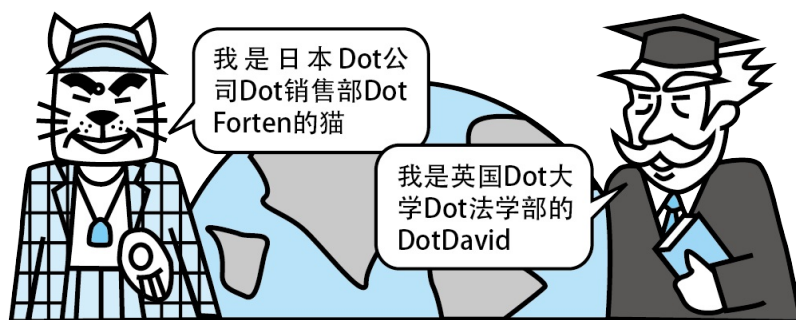 我是日本Dot公
司Dot销售部Dot
Forten的猫
我是英国Dot大
学Dot法学部的
DotDavid